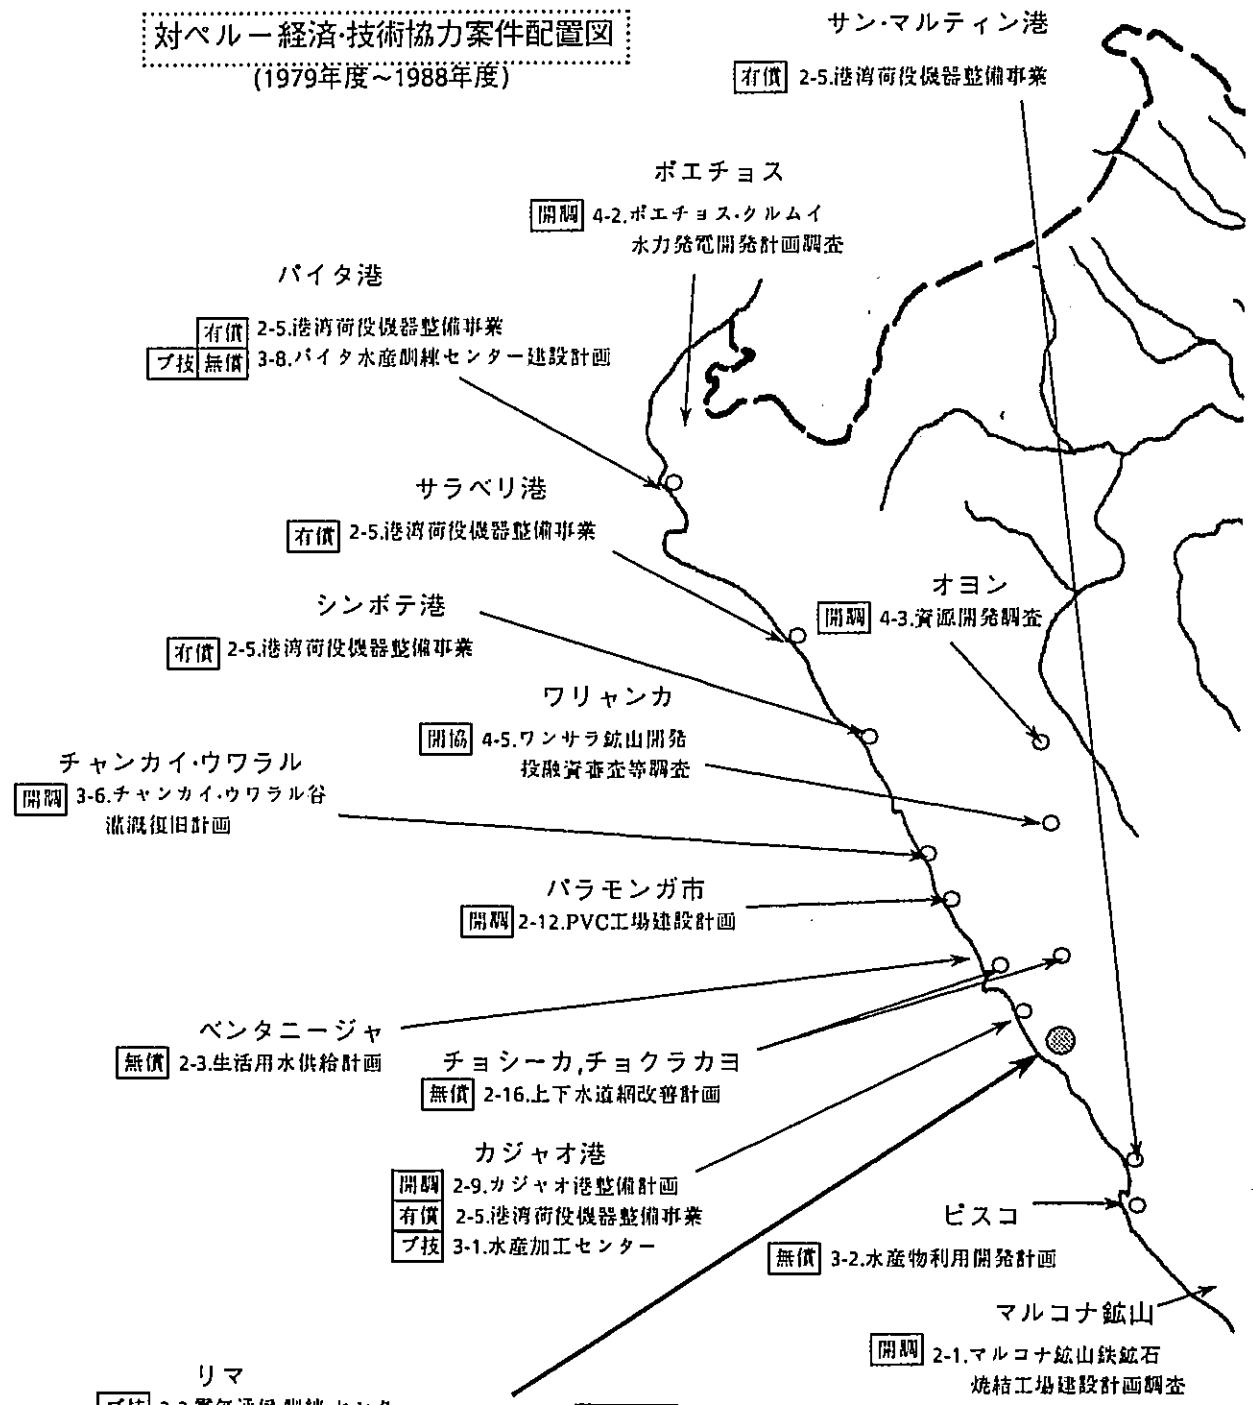 対ペルー経済・技術協力案件配置図
(1979年度～1988年度)
サン・マルティン港
有償 2-5.港湾荷役機器整備事業
ポエチョス
開調 4-2.ポエチョス・クルムイ
水力発電開発計画調査
パイタ港
有償 2-5.港湾荷役機器整備事業
プ技 無償 3-8.パイタ水産訓練センター建設計画
サラベリ港
有償 2-5.港湾荷役機器整備事業
オヨン
開調 4-3.資源開発調査
シンボテ港
有償 2-5.港湾荷役機器整備事業
ワリャンカ
開協 4-5.ワンサラ鉱山開発
投融資審査等調査
チャンカイ・ウワラル
開調 3-6.チャンカイ・ウワラル谷
灌漑復旧計画
パラモンガ市
開調 2-12.PVC工場建設計画
ベンタニージャ
無償 2-3.生活用水供給計画
チョシーカ,チョクラカヨ
無償 2-16.上下水道網改善計画
カジャオ港
開調 2-9.カジャオ港整備計画
有償 2-5.港湾荷役機器整備事業
プ技 3-1.水産加工センター
ピスコ
無償 3-2.水産物利用開発計画
マルコナ鉱山
開調 2-1.マルコナ鉱山鉄鉱石
焼結工場建設計画調査
リマ